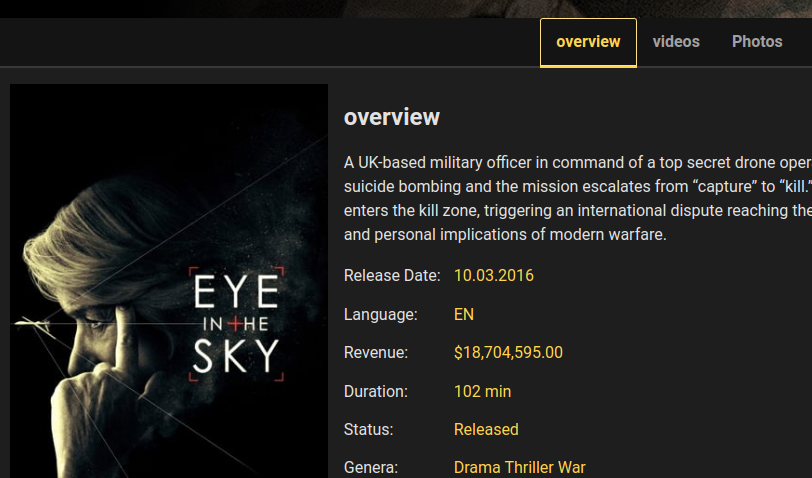 overview videos Photos
overview
A UK-based military officer in command of a top secret drone oper
suicide bombing and the mission escalates from “capture” to “kill.”
enters the kill zone, triggering an international dispute reaching the
and personal implications of modern warfare.
Release Date: 10.03.2016
Language: EN
Revenue: $18,704,595.00
Duration: 102 min
Status: Released
Genera: Drama Thriller War
EYE
IN THE
SKY